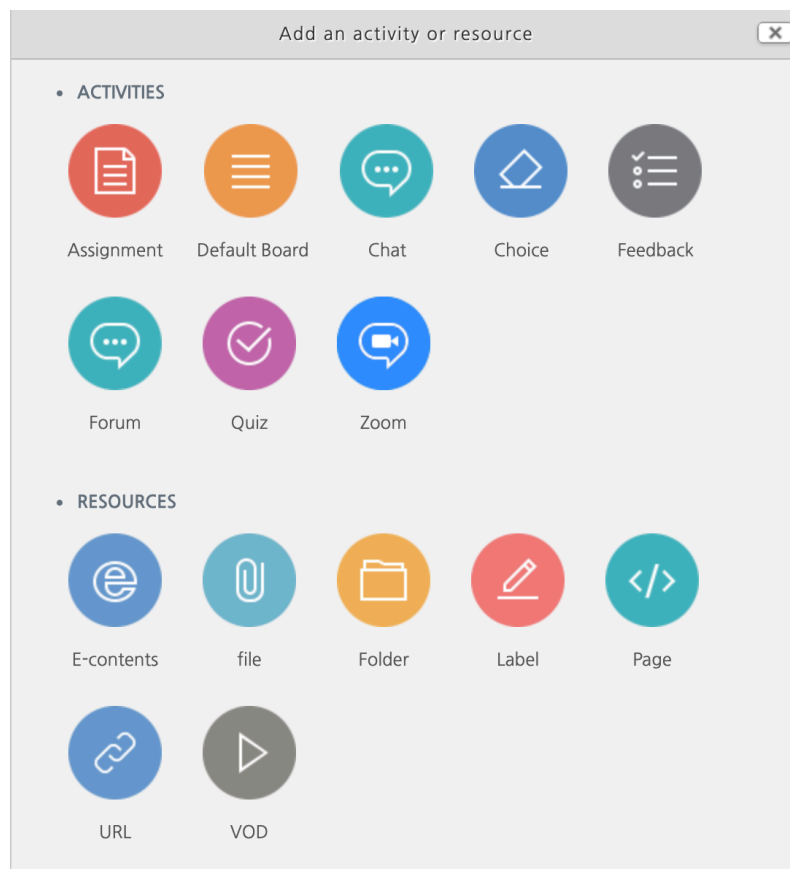 Add an activity or resource
• ACTIVITIES
Assignment Default Board Chat Choice Feedback
Forum Quiz Zoom
• RESOURCES
E-contents file Folder Label Page
URL VOD